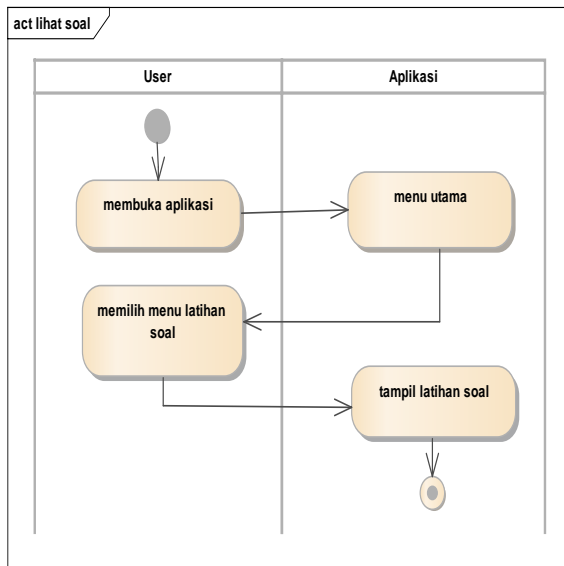 act lihat soal
User
Aplikasi
membuka aplikasi
menu utama
memilih menu latihan
soal
tampil latihan soal